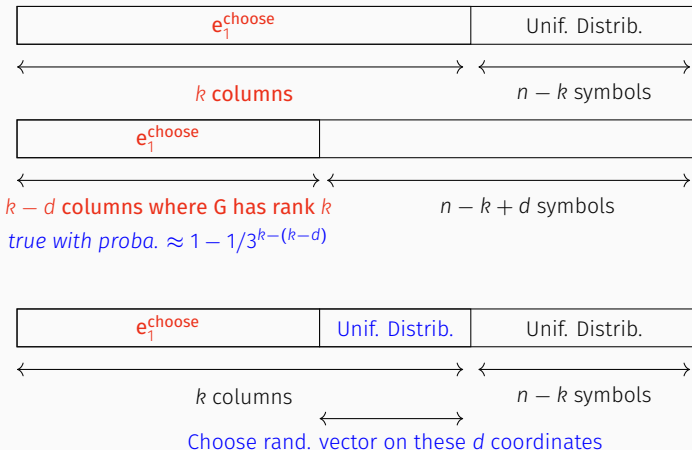 e₁^choose Unif. Distrib.
k columns n − k symbols
e₁^choose
k − d columns where G has rank k n − k + d symbols
true with proba. ≈ 1 − 1/3^{k−(k−d)}
e₁^choose Unif. Distrib. Unif. Distrib.
k columns n − k symbols
Choose rand. vector on these d coordinates